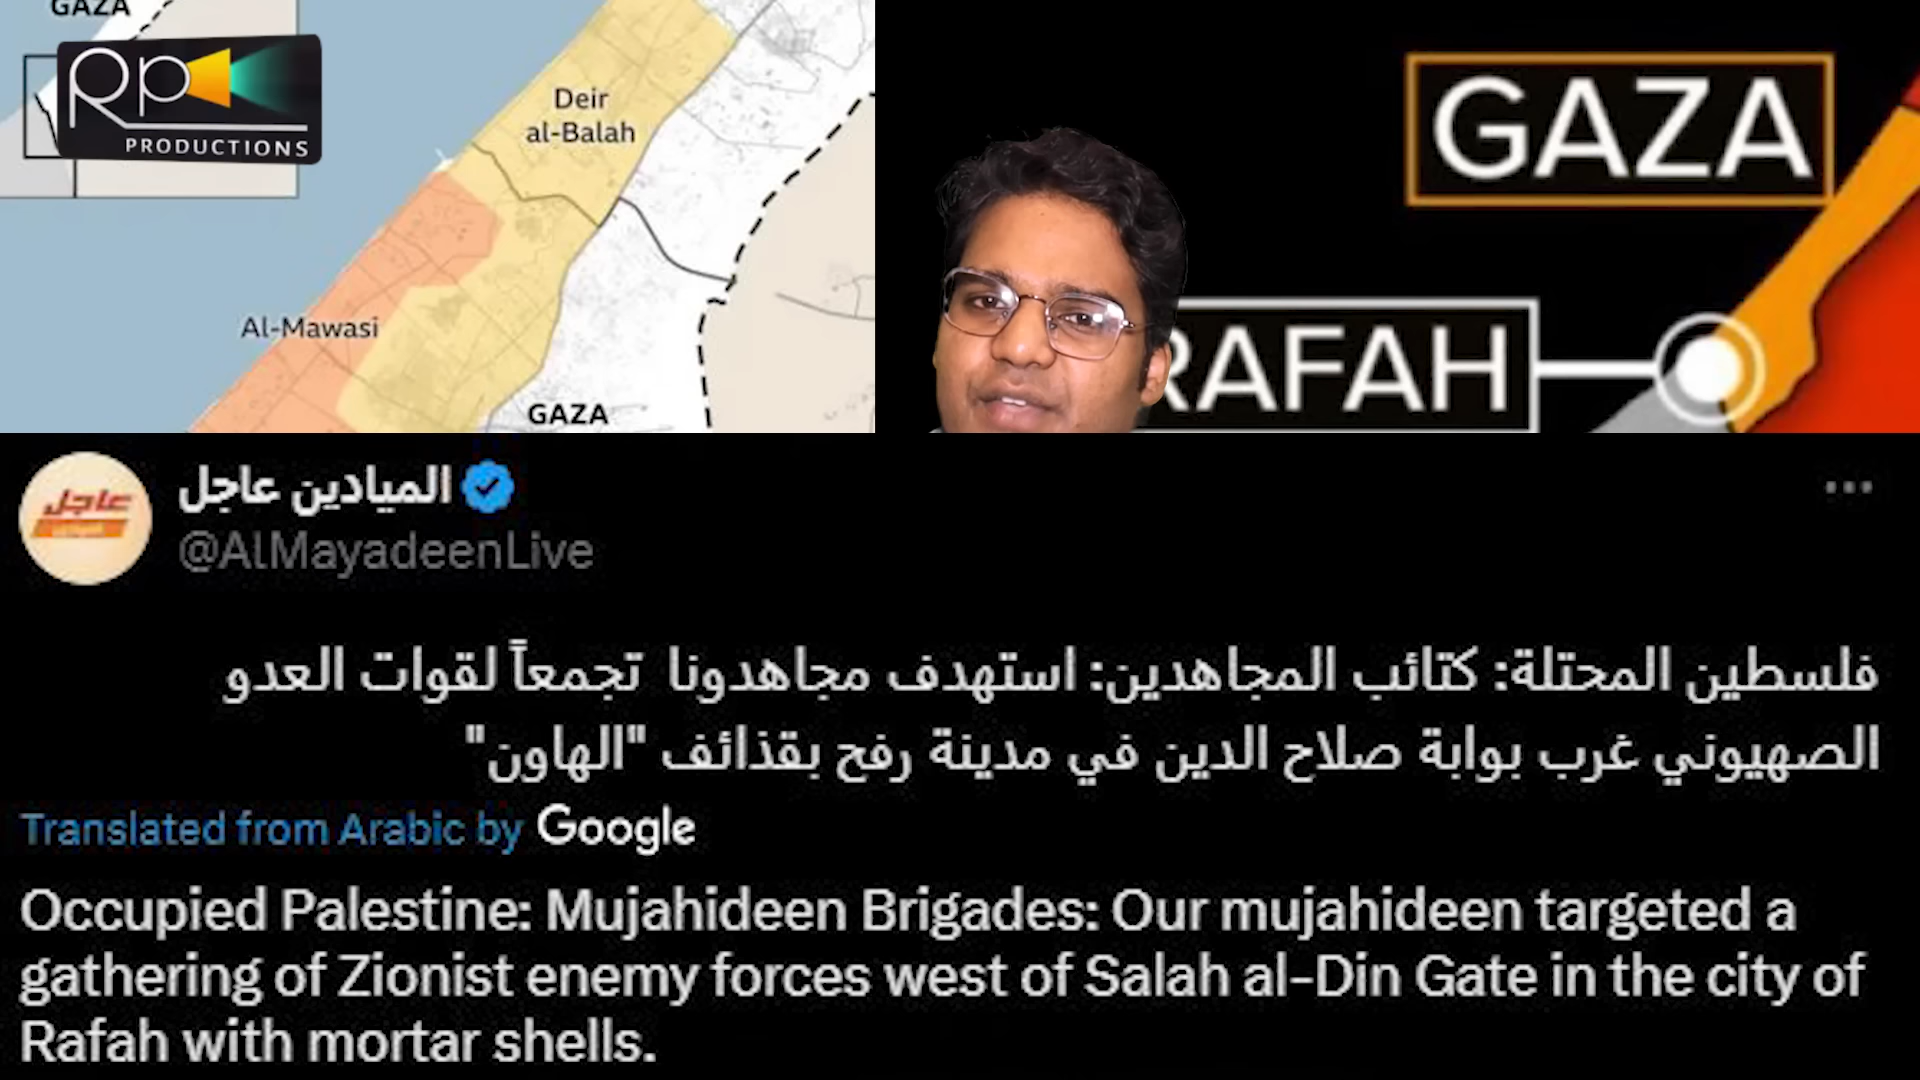 GAZA
Rp
PRODUCTIONS
Deir
al-Balah
Al-Mawasi
GAZA
GAZA
RAFAH
عاجل
الميادين عاجل
@AlMayadeenLive
فلسطين المحتلة: كتائب المجاهدين: استهدف مجاهدونا تجمعاً لقوات العدو
الصهيوني غرب بوابة صلاح الدين في مدينة رفح بقذائف "الهاون"
Translated from Arabic by Google
Occupied Palestine: Mujahideen Brigades: Our mujahideen targeted a
gathering of Zionist enemy forces west of Salah al-Din Gate in the city of
Rafah with mortar shells.